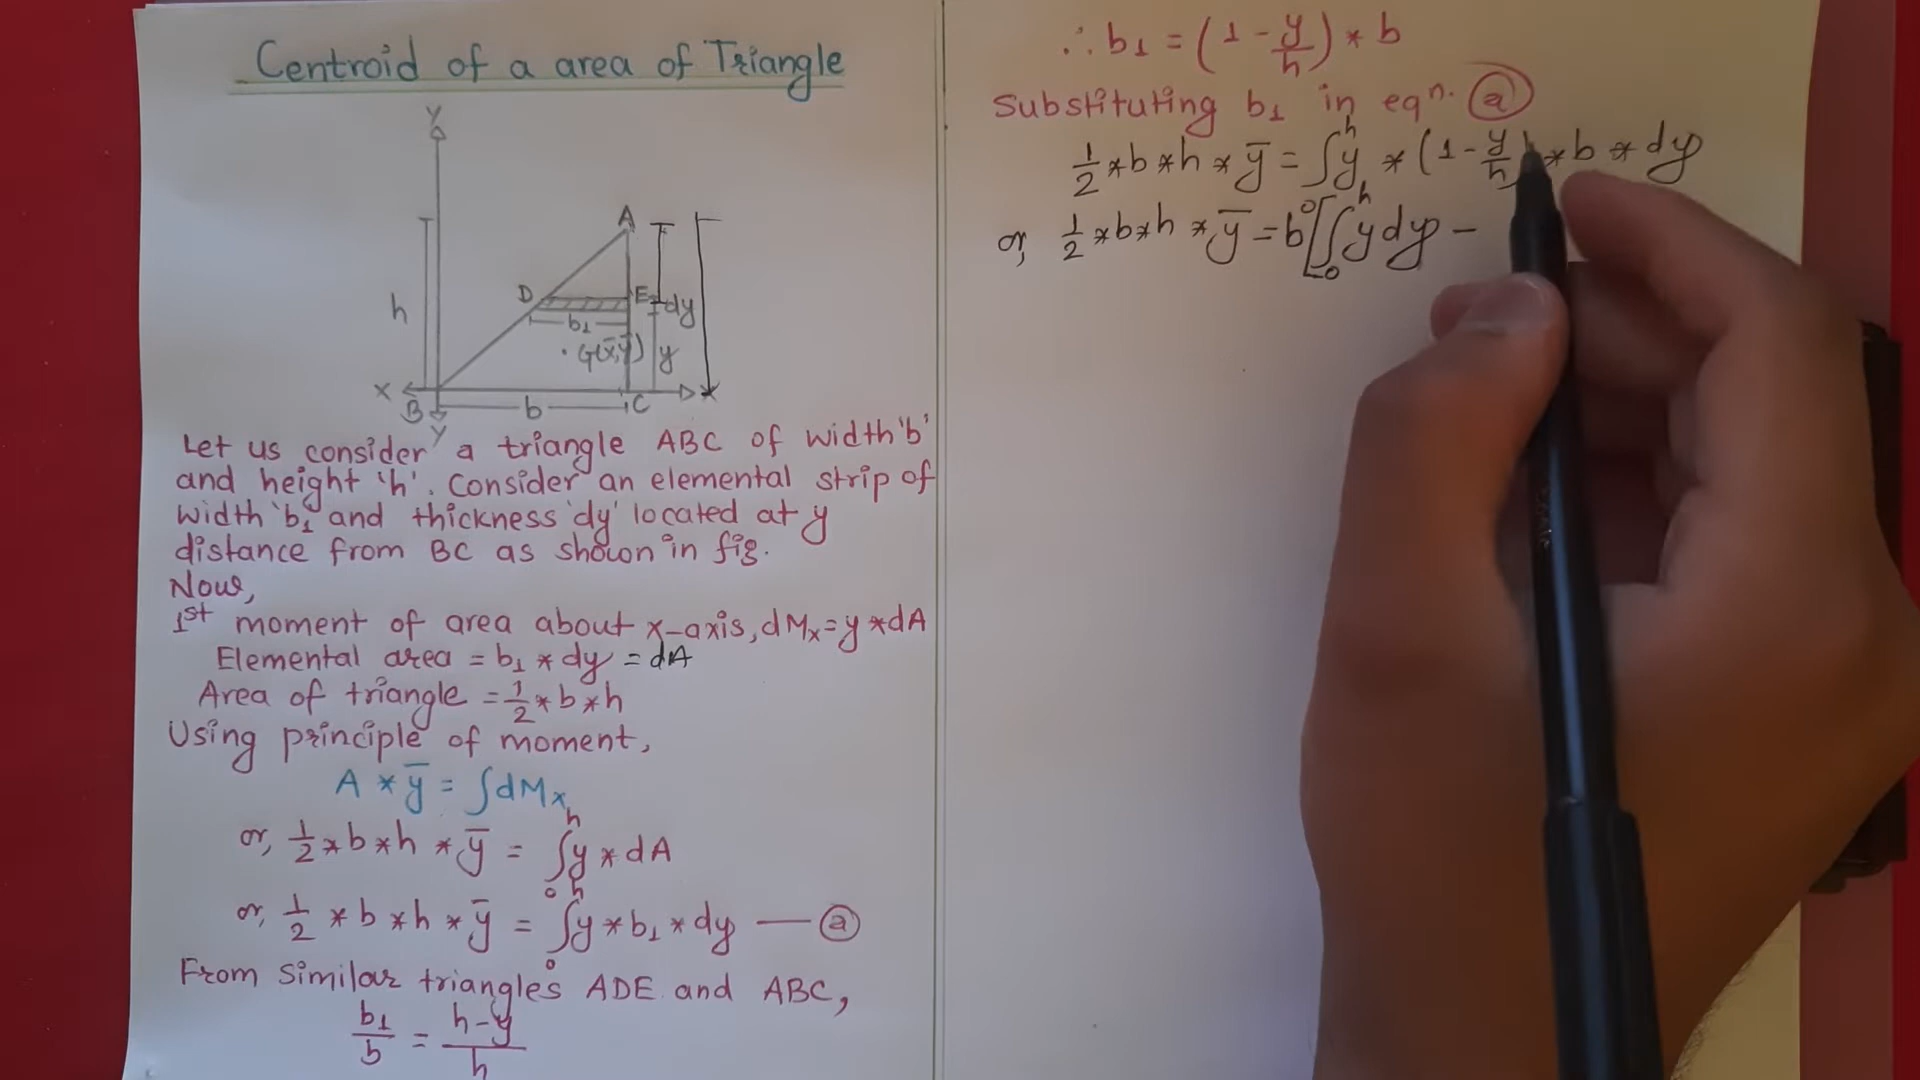 Centroid of a area of Triangle
Y
A
h
D
E
dy
b₁
G(x̅,y̅)
y
X
B
b
C
X
Y
Let us consider a triangle ABC of width 'b'
and height 'h'. Consider an elemental strip of
width 'b₁' and thickness 'dy' located at y
distance from BC as shown in fig.
Now,
1st moment of area about x-axis, dMₓ = y * dA
Elemental area = b₁ * dy = dA
Area of triangle = 1/2 * b * h
Using principle of moment,
A * y̅ = ∫dMₓ
or, 1/2 * b * h * y̅ = ∫₀ʰ y * dA
or, 1/2 * b * h * y̅ = ∫₀ʰ y * b₁ * dy — ⓐ
From similar triangles ADE and ABC,
b₁/b = (h-y)/h
∴ b₁ = (1 - y/h) * b
Substituting b₁ in eqⁿ. ⓐ
1/2 * b * h * y̅ = ∫₀ʰ y * (1 - y/h) * b * dy
or, 1/2 * b * h * y̅ = b[∫₀ʰ y dy -